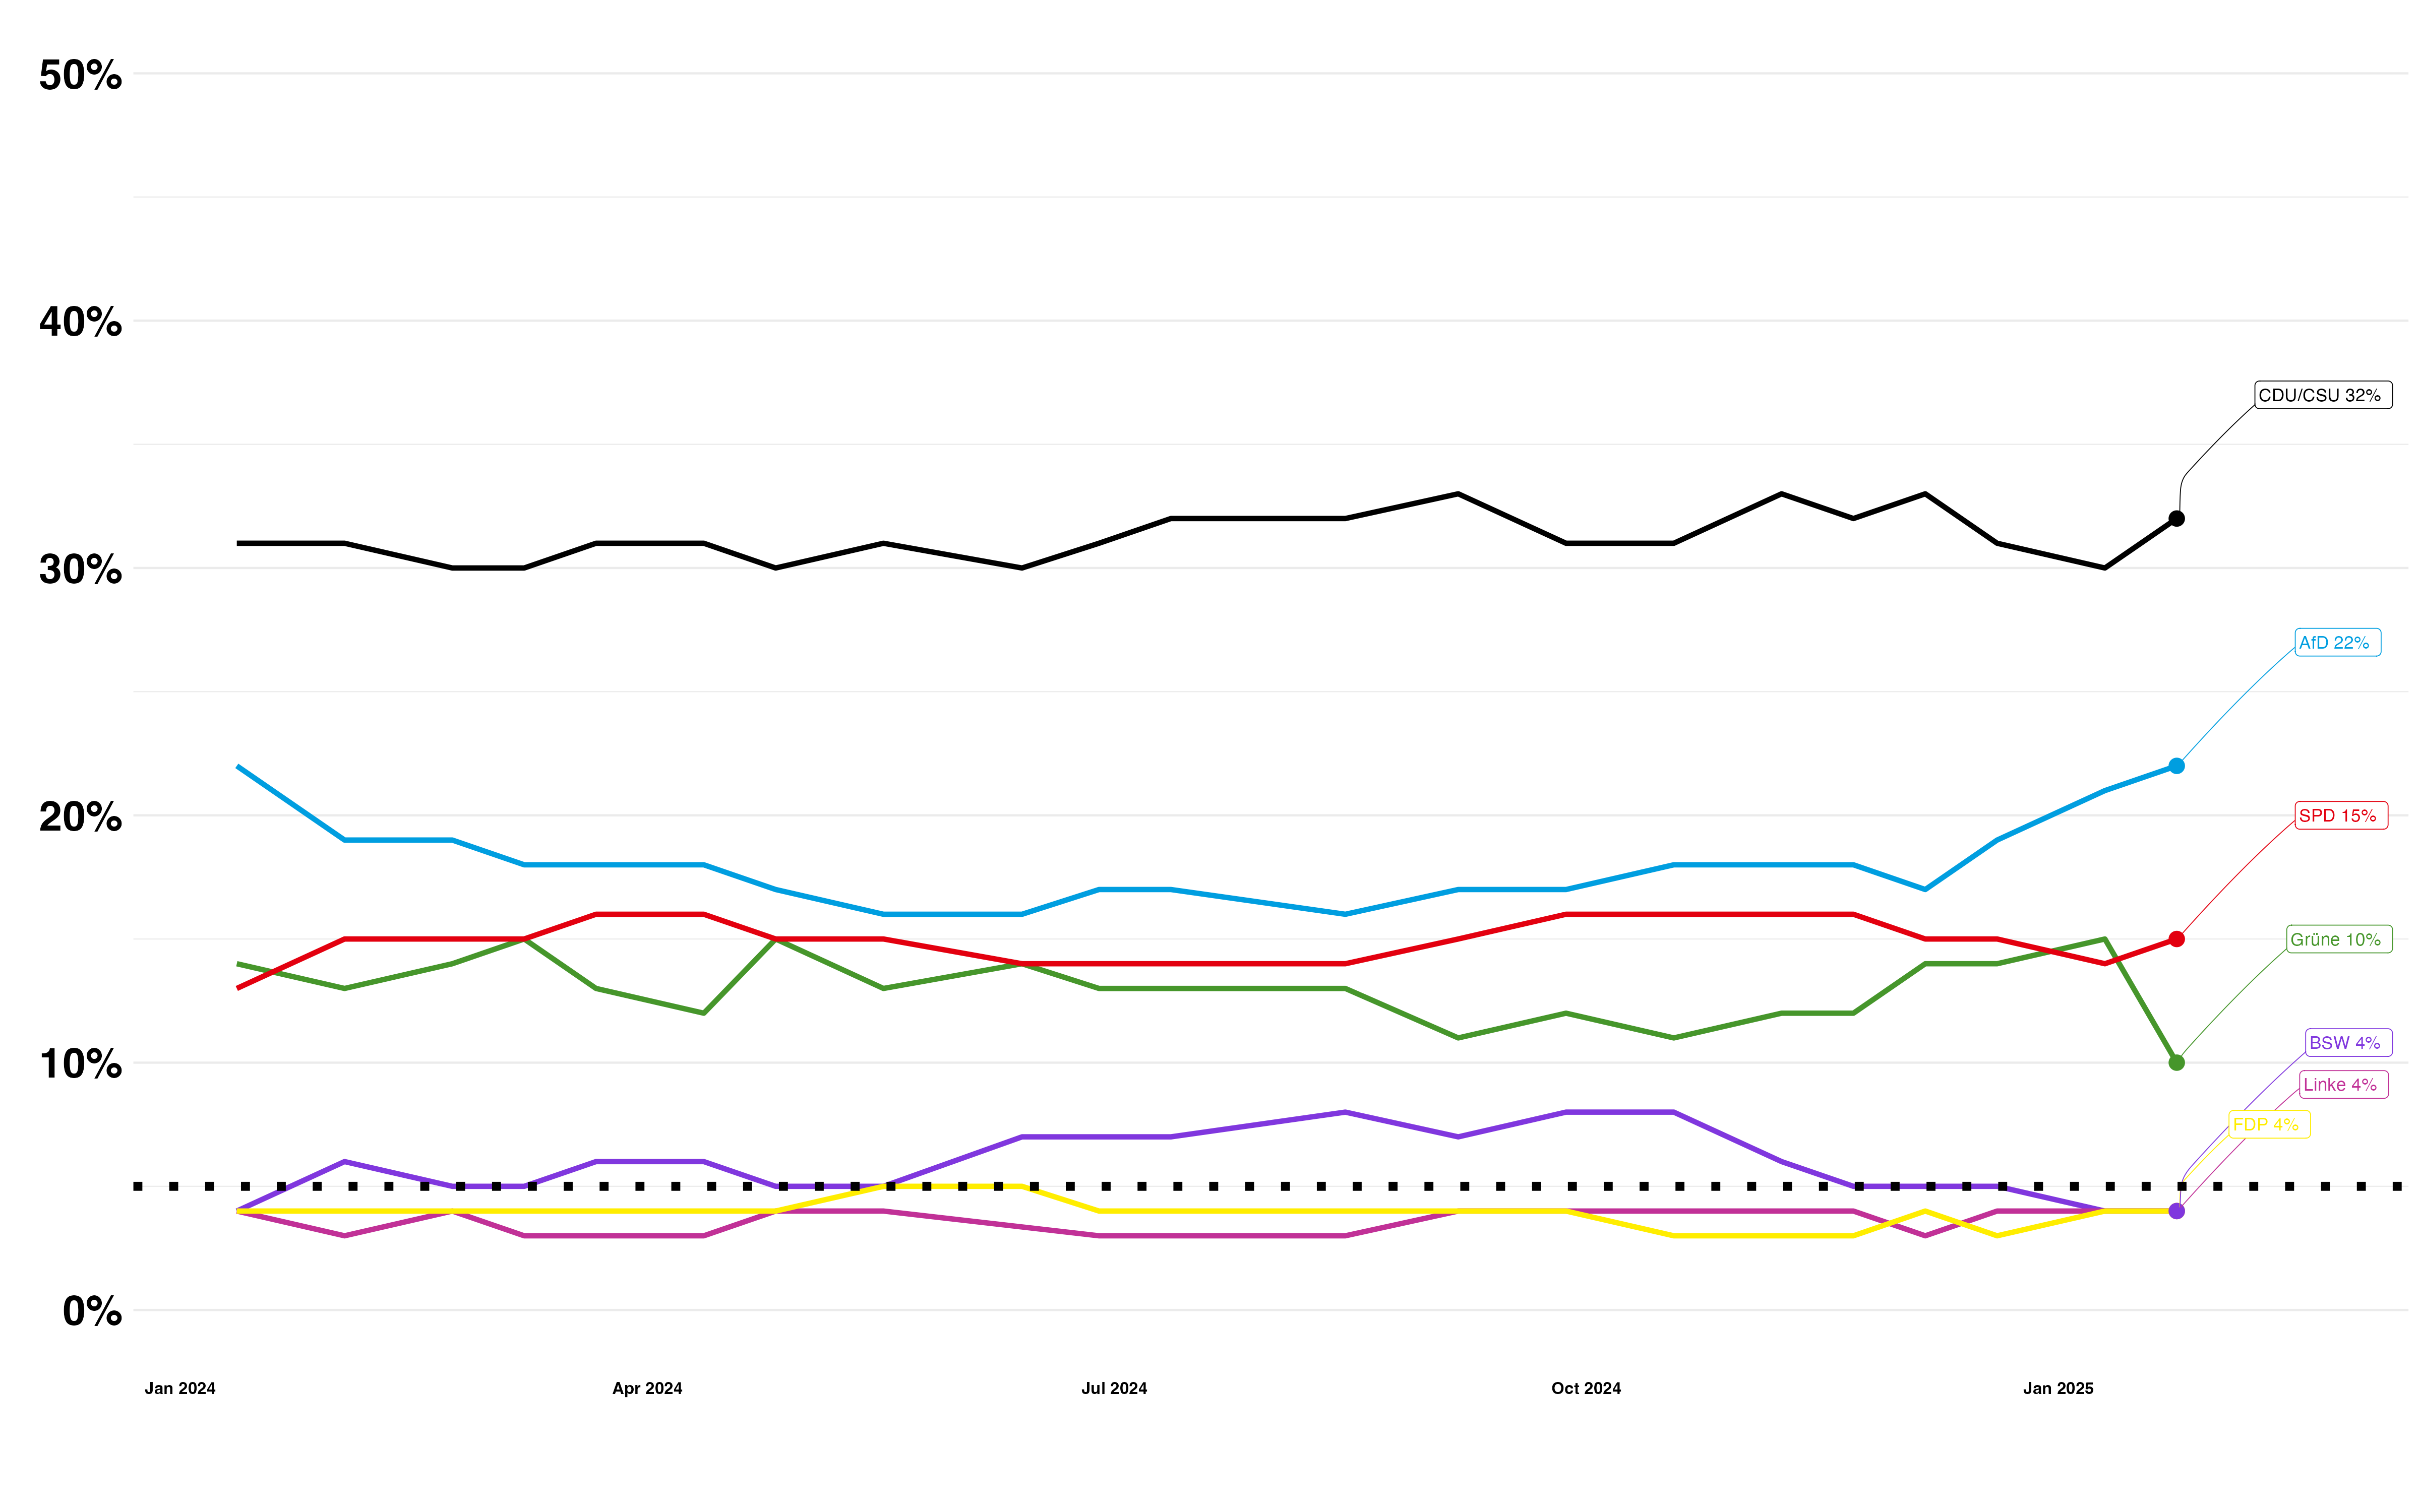 50%
40%
CDU/CSU 32%
30%
AfD 22%
20%
SPD 15%
Grüne 10%
BSW 4%
10%
Linke 4%
FDP 4%
0%
Jan 2024
Apr 2024
Jul 2024
Oct 2024
Jan 2025